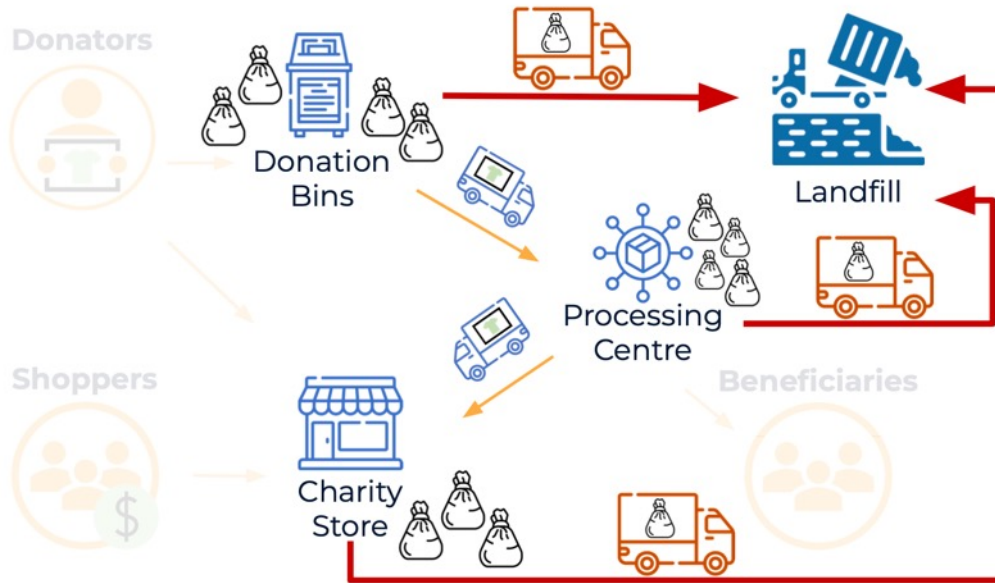 Donators
Donation
Bins
Landfill
Processing
Centre
Shoppers
Beneficiaries
$
Charity
Store